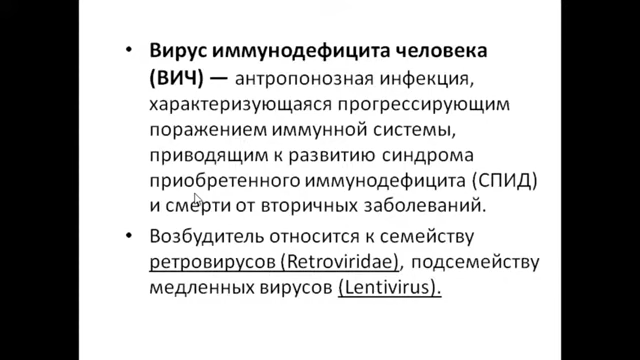 • Вирус иммунодефицита человека
(ВИЧ) — антропонозная инфекция,
характеризующаяся прогрессирующим
поражением иммунной системы,
приводящим к развитию синдрома
приобретенного иммунодефицита (СПИД)
и смерти от вторичных заболеваний.
• Возбудитель относится к семейству
ретровирусов (Retroviridae), подсемейству
медленных вирусов (Lentivirus).